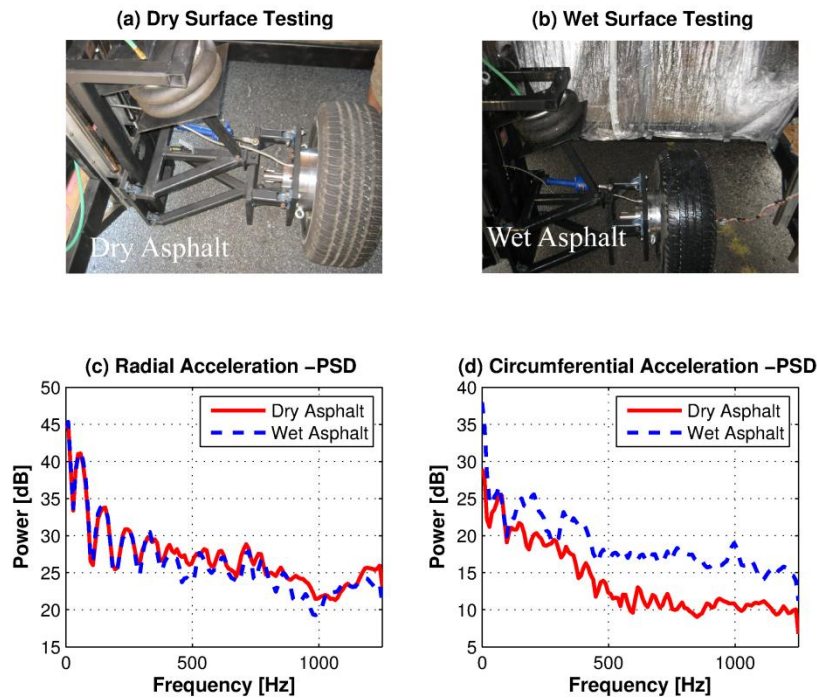 (a) Dry Surface Testing
(b) Wet Surface Testing
Dry Asphalt
Wet Asphalt
(c) Radial Acceleration –PSD
50
45
40
35
30
25
20
15
0
500
1000
Power [dB]
Frequency [Hz]
Dry Asphalt
Wet Asphalt
(d) Circumferential Acceleration –PSD
40
35
30
25
20
15
10
5
0
500
1000
Power [dB]
Frequency [Hz]
Dry Asphalt
Wet Asphalt